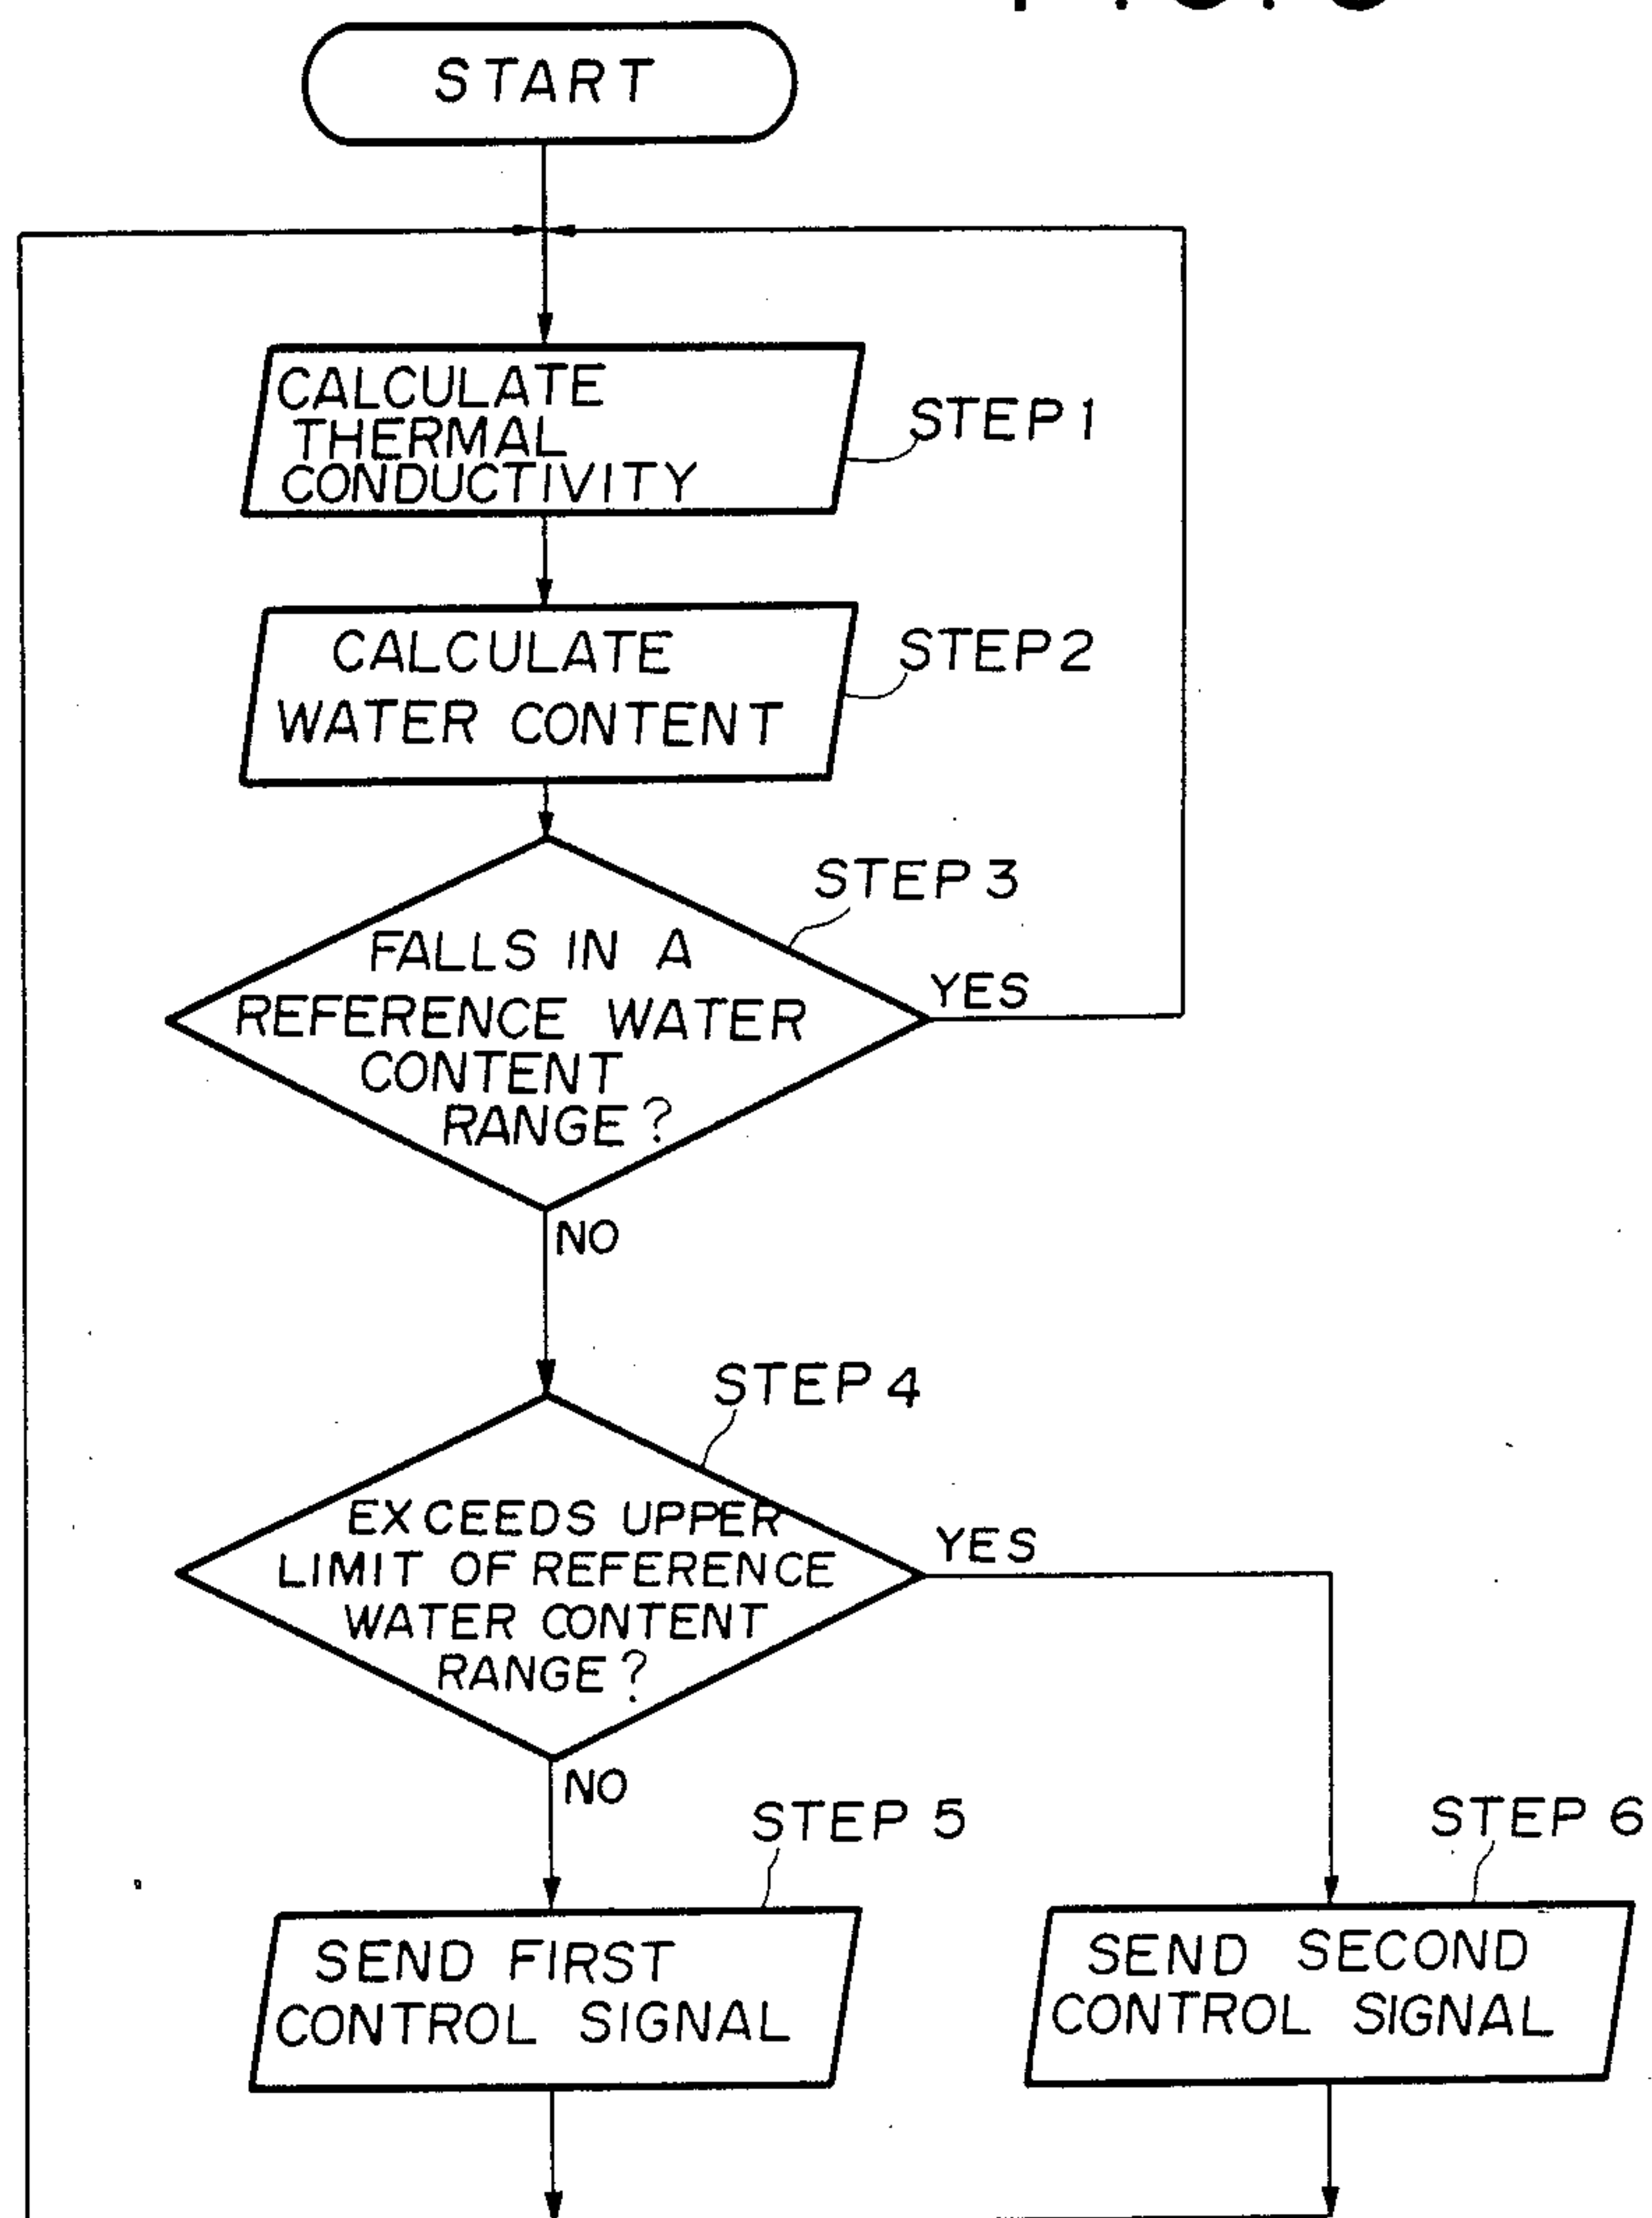 START
CALCULATE
THERMAL
CONDUCTIVITY
STEP 1
CALCULATE
WATER CONTENT
STEP 2
STEP 3
FALLS IN A
REFERENCE WATER
CONTENT
RANGE?
YES
NO
STEP 4
EXCEEDS UPPER
LIMIT OF REFERENCE
WATER CONTENT
RANGE?
YES
NO
STEP 5
SEND FIRST
CONTROL SIGNAL
STEP 6
SEND SECOND
CONTROL SIGNAL